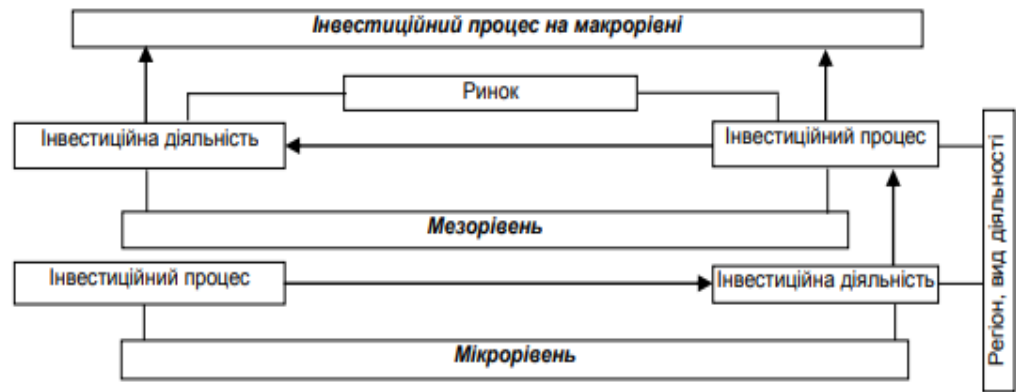 Інвестиційний процес на макрорівні
Ринок
Інвестиційна діяльність
Інвестиційний процес
Мезорівень
Інвестиційний процес
Інвестиційна діяльність
Мікрорівень
Регіон, вид діяльності